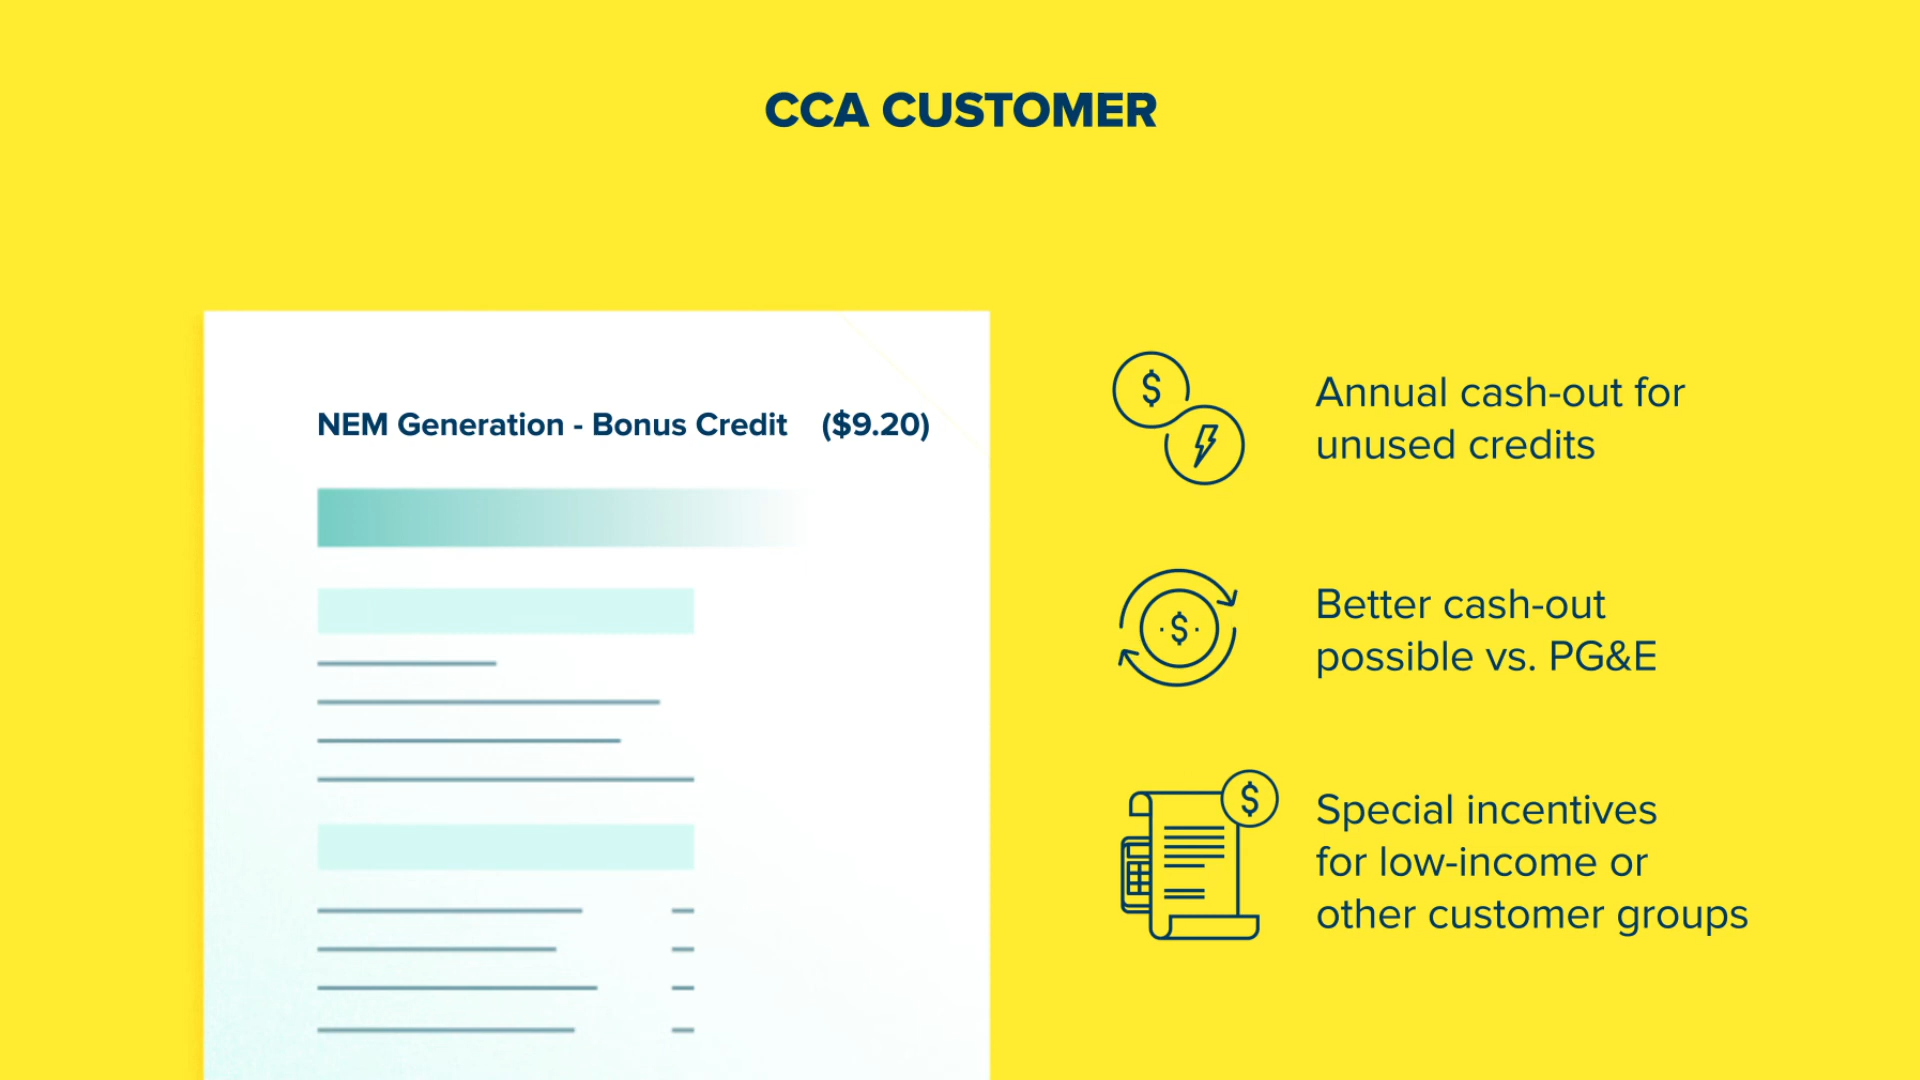 CCA CUSTOMER
NEM Generation - Bonus Credit ($9.20)
Annual cash-out for
unused credits
Better cash-out
possible vs. PG&E
Special incentives
for low-income or
other customer groups